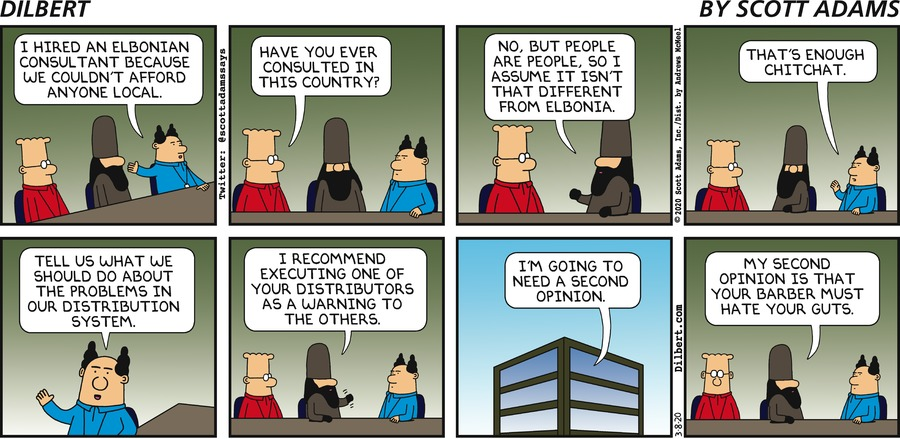 DILBERT
BY SCOTT ADAMS
I HIRED AN ELBONIAN
CONSULTANT BECAUSE
WE COULDN'T AFFORD
ANYONE LOCAL.
Twitter: @scottadamssays
HAVE YOU EVER
CONSULTED IN
THIS COUNTRY?
NO, BUT PEOPLE
ARE PEOPLE, SO I
ASSUME IT ISN'T
THAT DIFFERENT
FROM ELBONIA.
©2020 Scott Adams, Inc./Dist. by Andrews McMeel
THAT'S ENOUGH
CHITCHAT.
TELL US WHAT WE
SHOULD DO ABOUT
THE PROBLEMS IN
OUR DISTRIBUTION
SYSTEM.
I RECOMMEND
EXECUTING ONE OF
YOUR DISTRIBUTORS
AS A WARNING TO
THE OTHERS.
I'M GOING TO
NEED A SECOND
OPINION.
3-8-20 Dilbert.com
MY SECOND
OPINION IS THAT
YOUR BARBER MUST
HATE YOUR GUTS.